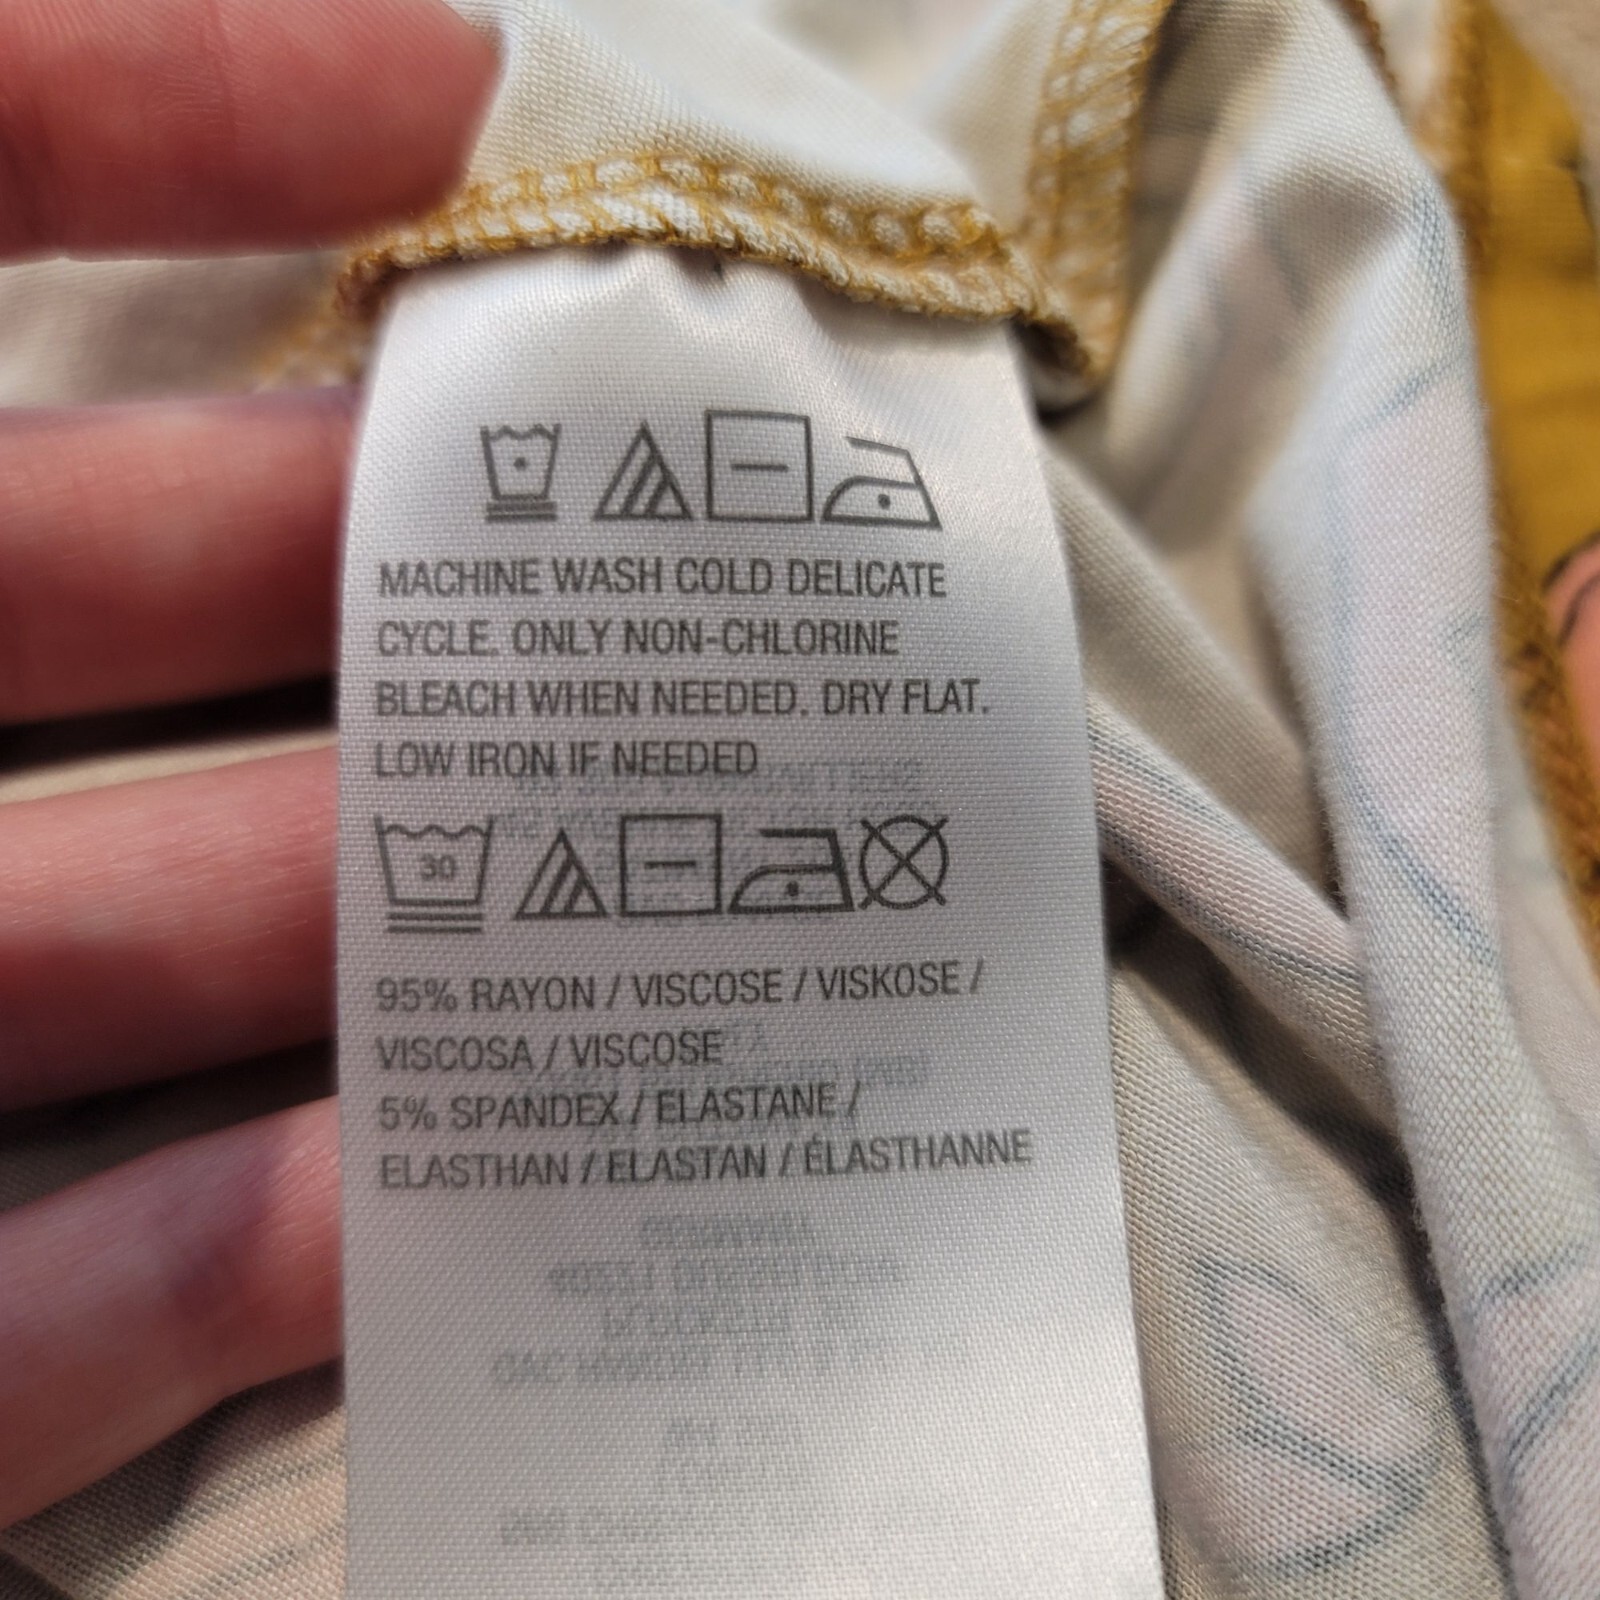 MACHINE WASH COLD DELICATE
CYCLE. ONLY NON-CHLORINE
BLEACH WHEN NEEDED. DRY FLAT.
LOW IRON IF NEEDED
30
95% RAYON / VISCOSE / VISKOSE /
VISCOSA / VISCOSE
5% SPANDEX / ELASTANE /
ELASTHAN / ELASTAN / ÉLASTHANNE